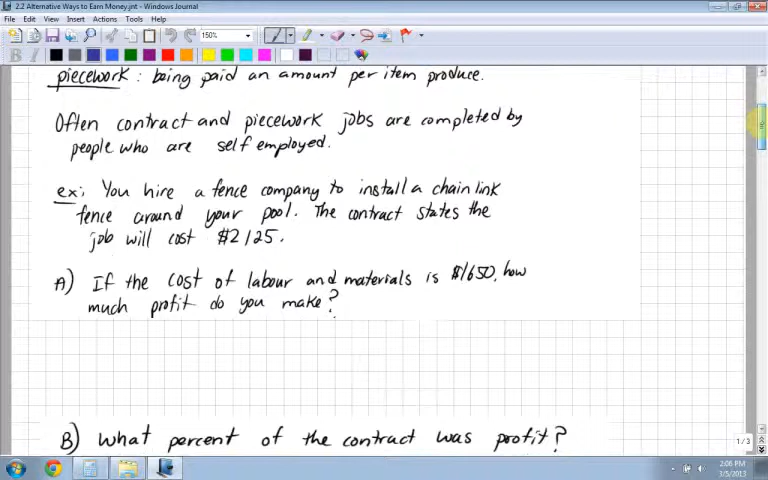 2.2 Alternative Ways to Earn Money.jnt - Windows Journal
File Edit View Insert Actions Tools Help
150%
piecework : being paid an amount per item produce.
Often contract and piecework jobs are completed by
people who are self employed.
ex: You hire a fence company to install a chain link
fence around your pool. The contract states the
job will cost $2125.
A) If the cost of labour and materials is $1650, how
much profit do you make?
B) What percent of the contract was profit?
1/3
2:06 PM
3/5/2013